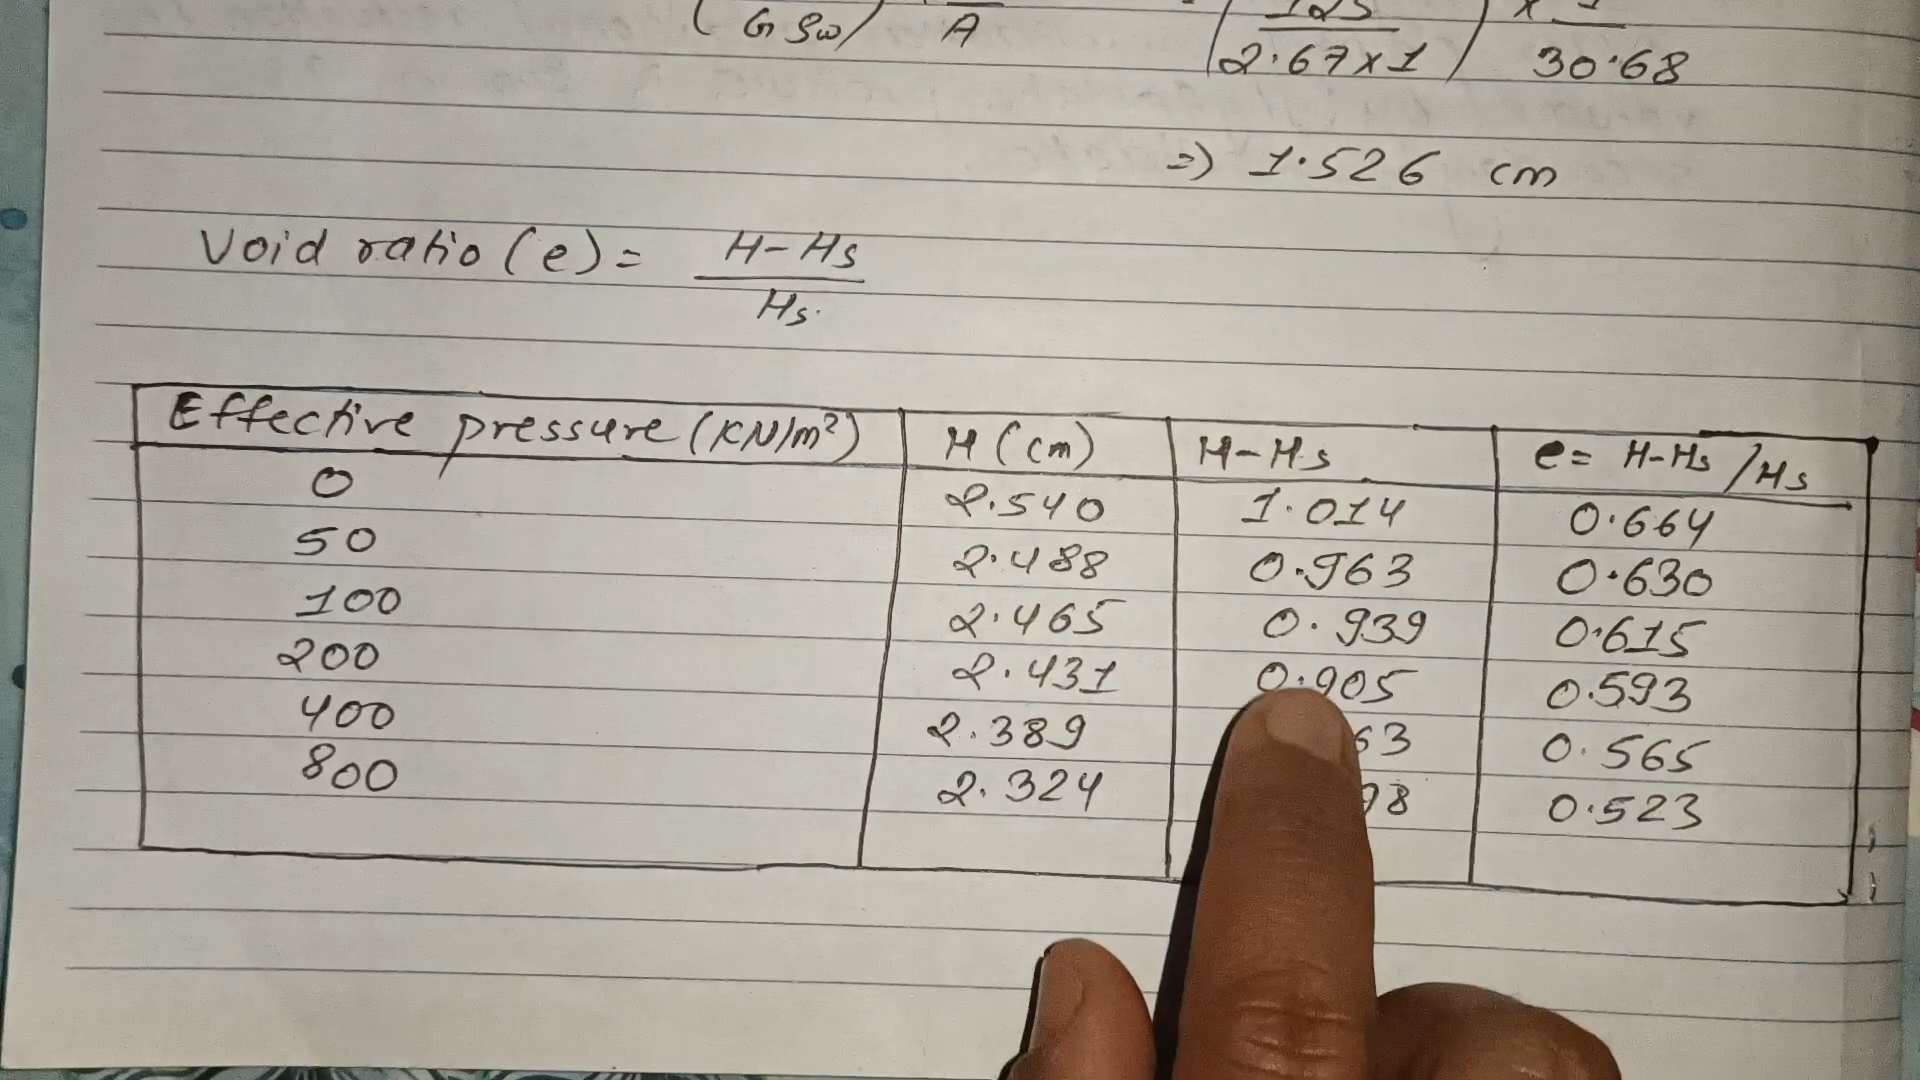 G ρw A 2.67x1 30.68
=) 1.526 cm
Void ratio (e) = H-Hs
Hs.
Effective pressure (KN/m²) H (cm) H-Hs e= H-Hs /Hs
0 2.540 1.014 0.664
50 2.488 0.963 0.630
100 2.465 0.939 0.615
200 2.431 0.905 0.593
400 2.389 63 0.565
800 2.324 98 0.523